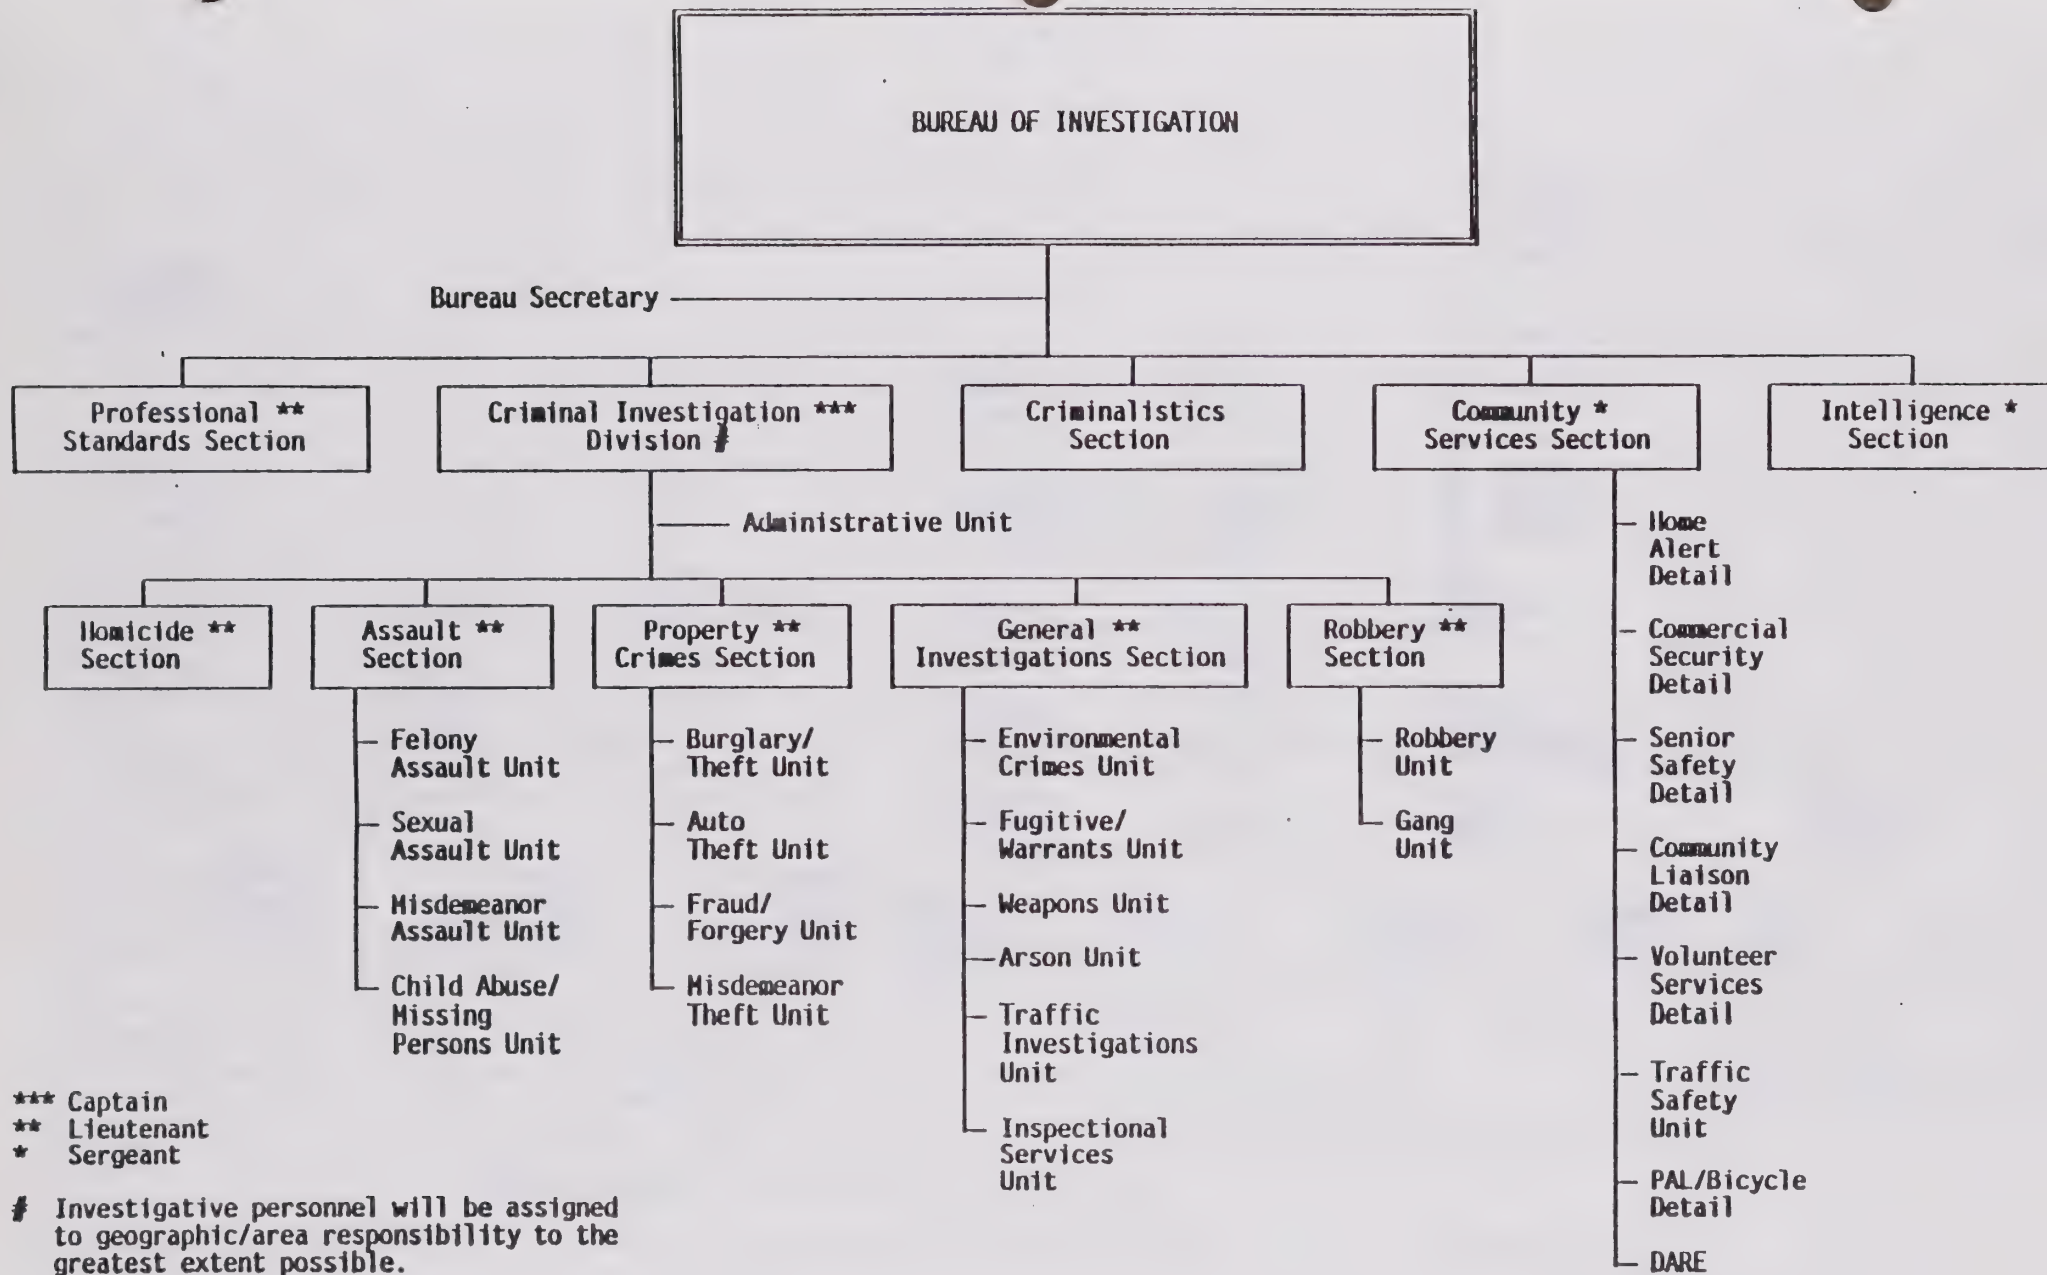 BUREAU OF INVESTIGATION
Bureau Secretary
Professional **
Standards Section
Criminal Investigation ***
Division #
Criminalistics
Section
Community *
Services Section
Intelligence *
Section
Administrative Unit
Homicide **
Section
Assault **
Section
Property **
Crimes Section
General **
Investigations Section
Robbery **
Section
Felony
Assault Unit
Sexual
Assault Unit
Misdemeanor
Assault Unit
Child Abuse/
Missing
Persons Unit
Burglary/
Theft Unit
Auto
Theft Unit
Fraud/
Forgery Unit
Misdemeanor
Theft Unit
Environmental
Crimes Unit
Fugitive/
Warrants Unit
Weapons Unit
Arson Unit
Traffic
Investigations
Unit
Inspectional
Services
Unit
Robbery
Unit
Gang
Unit
Home
Alert
Detail
Commercial
Security
Detail
Senior
Safety
Detail
Community
Liaison
Detail
Volunteer
Services
Detail
Traffic
Safety
Unit
PAL/Bicycle
Detail
DARE
*** Captain
** Lieutenant
* Sergeant
# Investigative personnel will be assigned
to geographic/area responsibility to the
greatest extent possible.